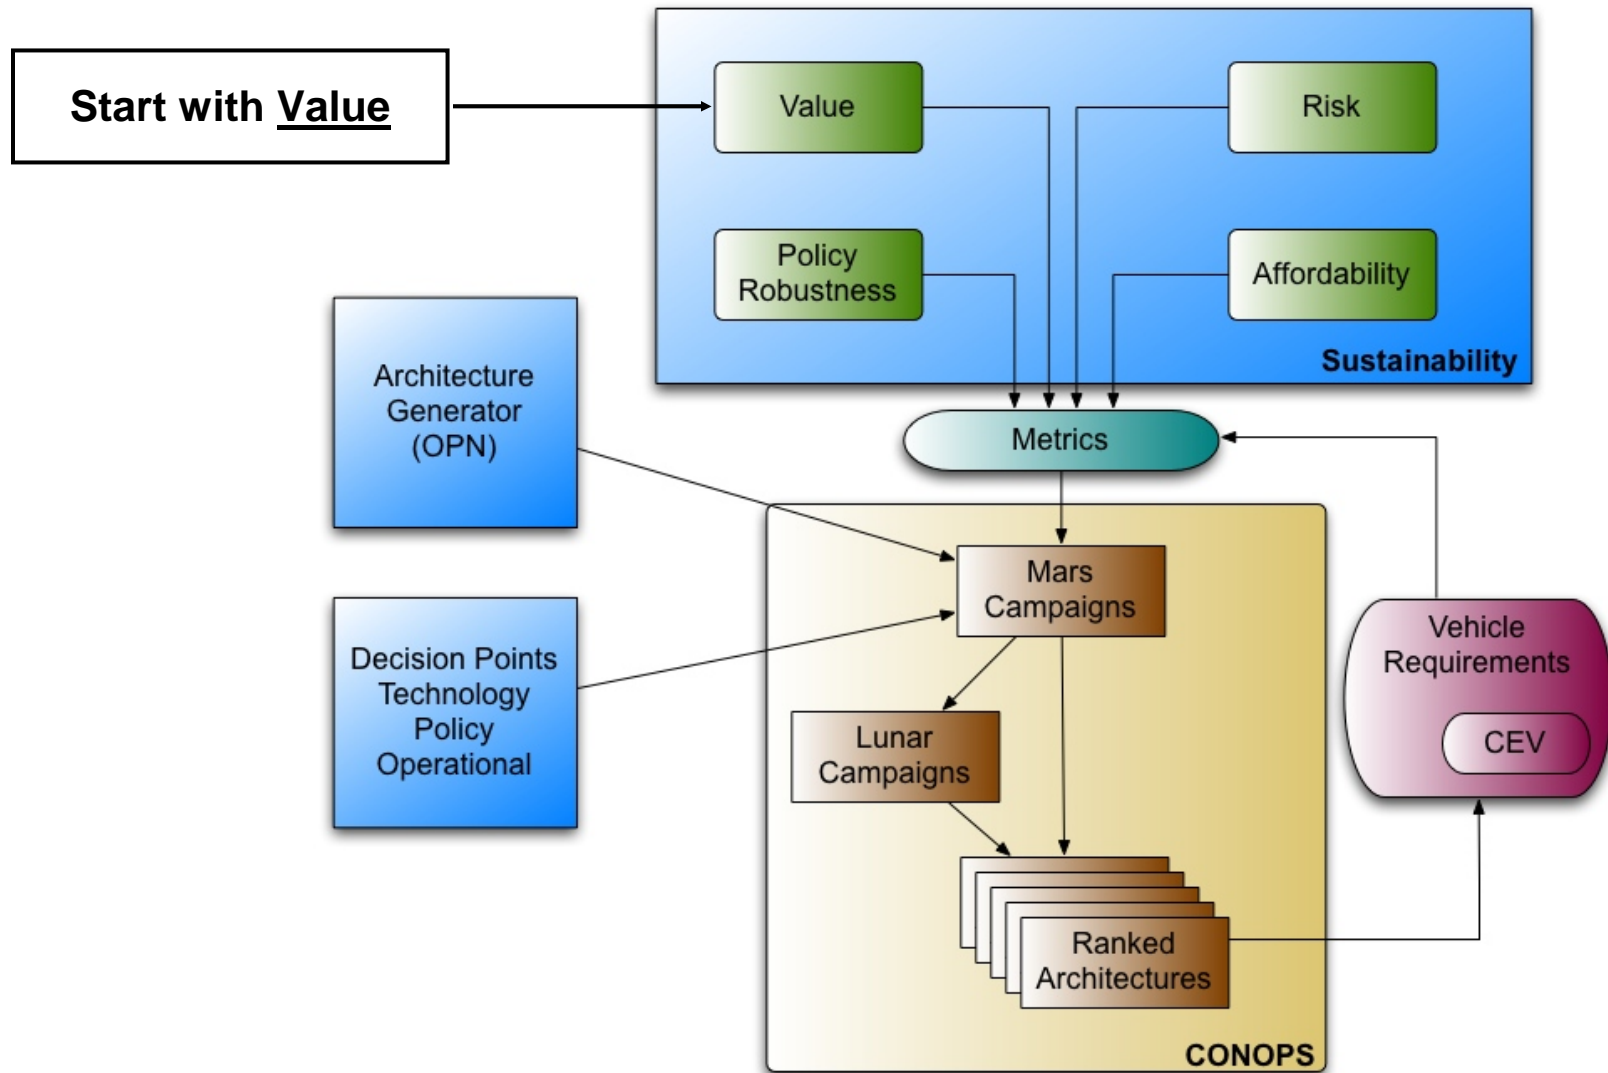 Start with Value
Value
Risk
Policy
Robustness
Affordability
Sustainability
Architecture
Generator
(OPN)
Metrics
Mars
Campaigns
Decision Points
Technology
Policy
Operational
Vehicle
Requirements
CEV
Lunar
Campaigns
Ranked
Architectures
CONOPS